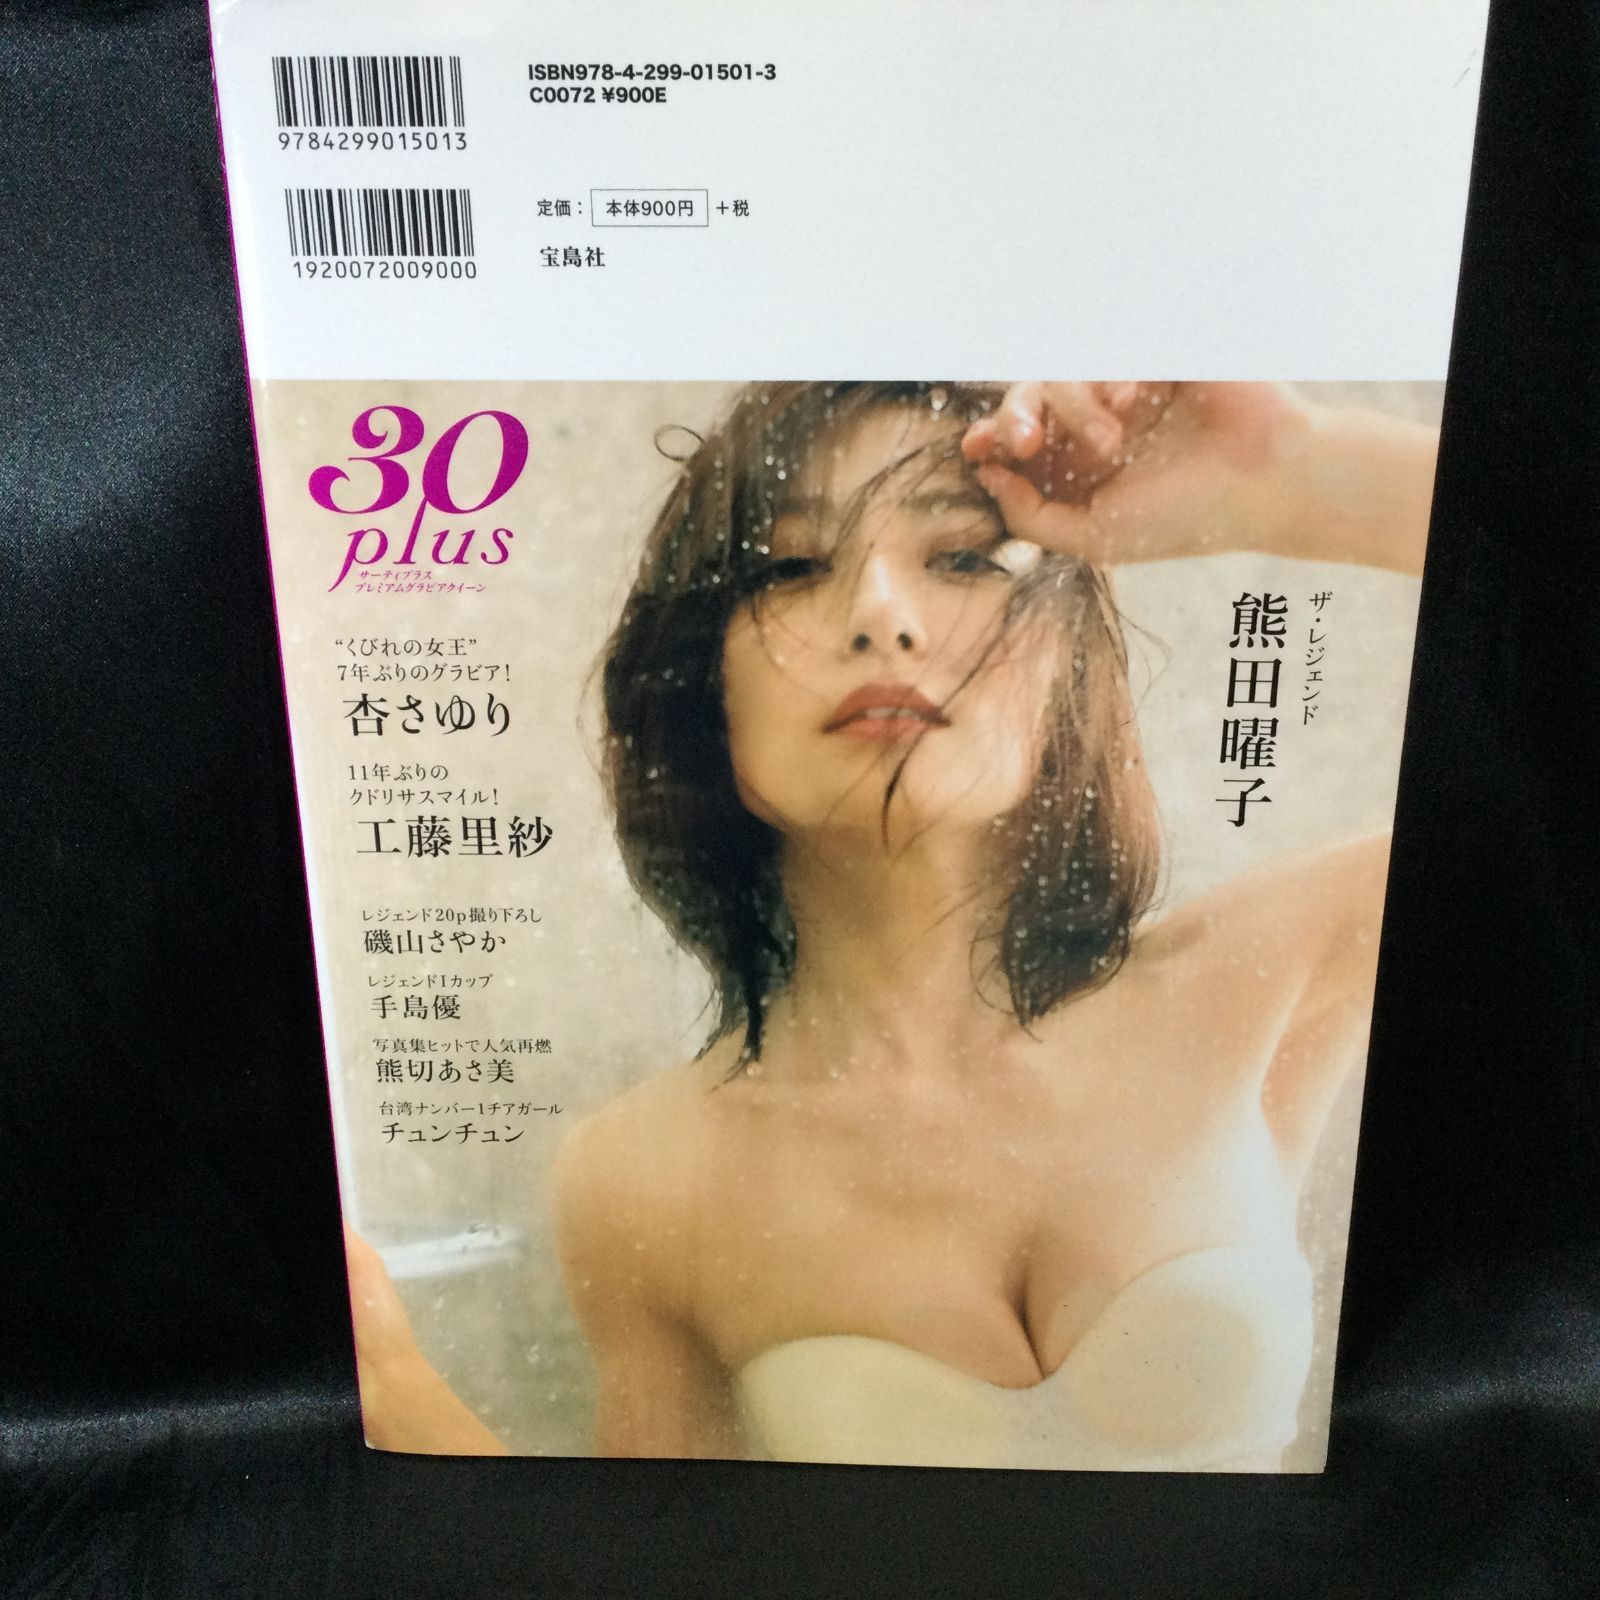 ISBN978-4-299-01501-3
C0072 ¥900E
9784299015013
定価： 本体900円 +税
1920072009000
宝島社
30
plus
サーティプラス
プレミアムグラビアクイーン
“くびれの女王”
7年ぶりのグラビア！
杏さゆり
11年ぶりの
クドリサスマイル！
工藤里紗
レジェンド20p撮り下ろし
磯山さやか
レジェンドIカップ
手島優
写真集ヒットで人気再燃
熊切あさ美
台湾ナンバー1チアガール
チュンチュン
ザ・レジェンド
熊田曜子